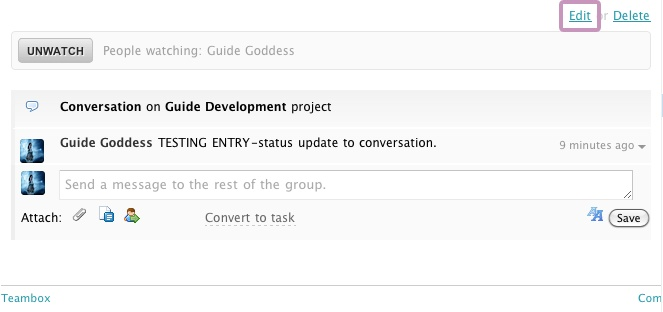 Edit or Delete
UNWATCH People watching: Guide Goddess
Conversation on Guide Development project
Guide Goddess TESTING ENTRY-status update to conversation. 9 minutes ago
Send a message to the rest of the group.
Attach: Convert to task AA Save
Teambox Com